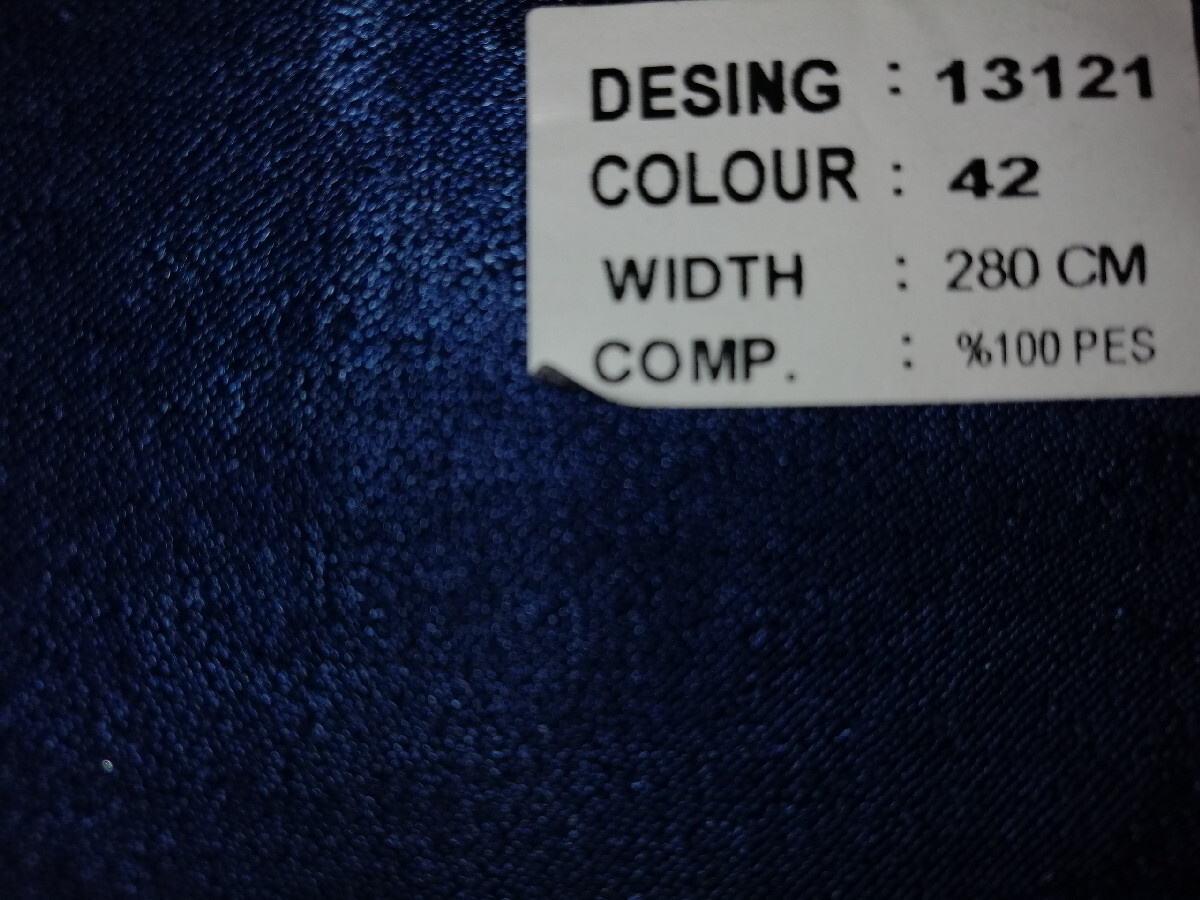 DESING : 13121
COLOUR : 42
WIDTH : 280 CM
COMP. : %100 PES